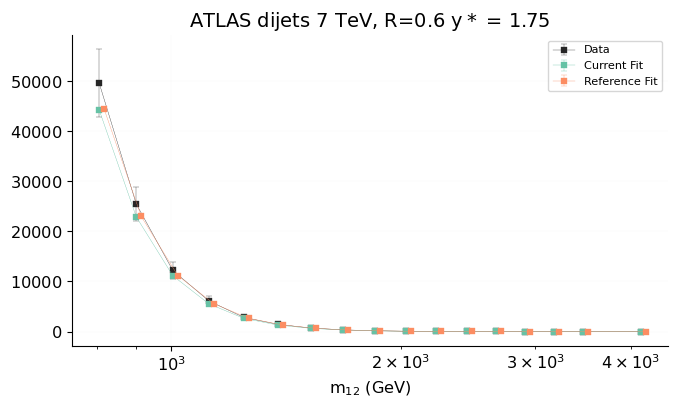 ATLAS dijets 7 TeV, R=0.6 y * = 1.75
Data
Current Fit
Reference Fit
50000
40000
30000
20000
10000
0
10³
2 × 10³
3 × 10³
4 × 10³
m₁₂ (GeV)